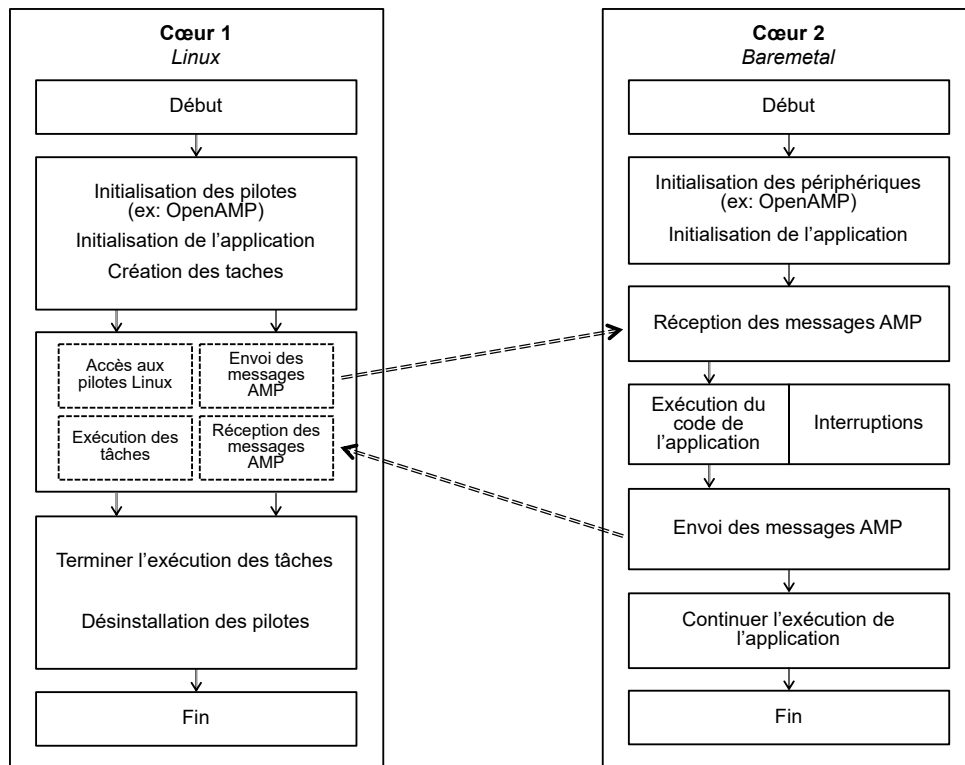 Cœur 1
Linux
Début
Initialisation des pilotes
(ex: OpenAMP)
Initialisation de l’application
Création des taches
Accès aux
pilotes Linux
Envoi des
messages
AMP
Exécution des
tâches
Réception des
messages
AMP
Terminer l’exécution des tâches
Désinstallation des pilotes
Fin
Cœur 2
Baremetal
Début
Initialisation des périphériques
(ex: OpenAMP)
Initialisation de l’application
Réception des messages AMP
Exécution du
code de
l’application
Interruptions
Envoi des messages AMP
Continuer l’exécution de
l’application
Fin